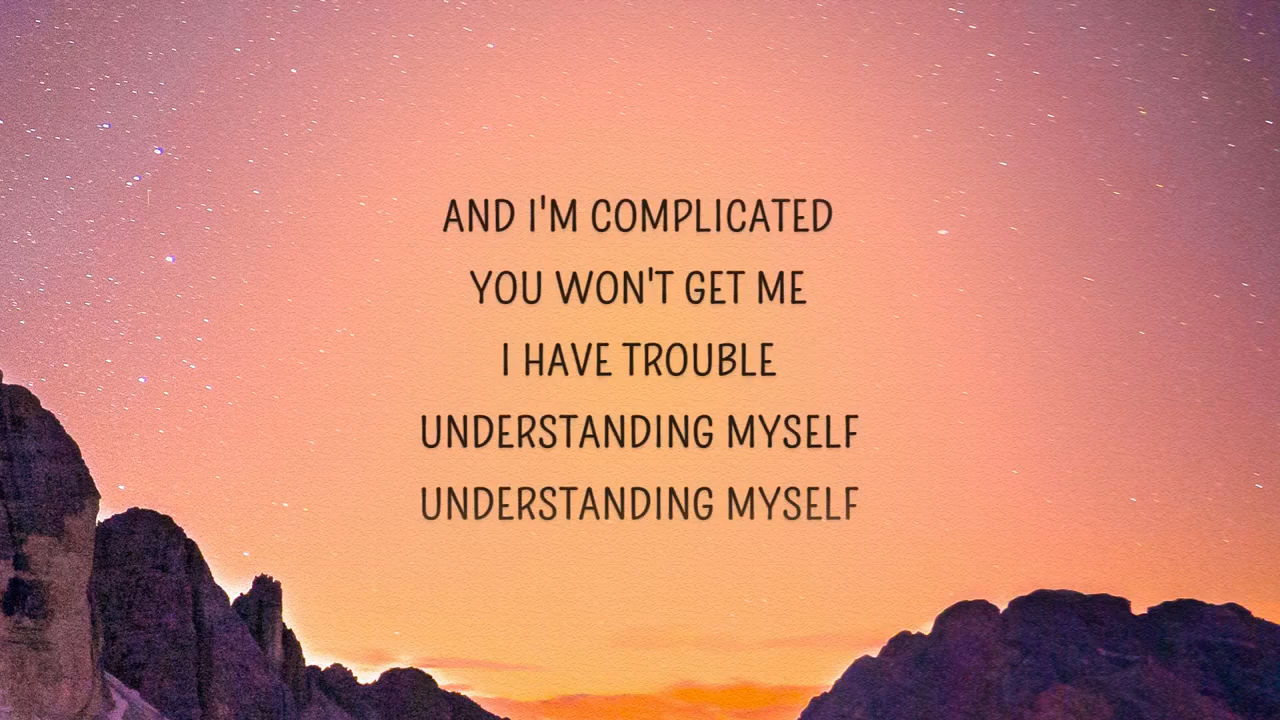 AND I'M COMPLICATED
YOU WON'T GET ME
I HAVE TROUBLE
UNDERSTANDING MYSELF
UNDERSTANDING MYSELF